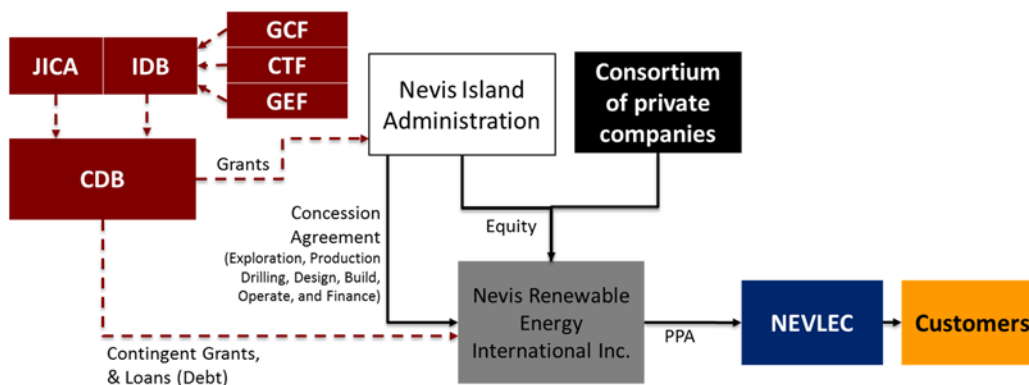 GCF
JICA
IDB
CTF
GEF
Nevis Island
Administration
Consortium
of private
companies
CDB
Grants
Concession
Agreement
(Exploration, Production
Drilling, Design, Build,
Operate, and Finance)
Equity
Nevis Renewable
Energy
International Inc.
PPA
NEVLEC
Customers
Contingent Grants,
& Loans (Debt)